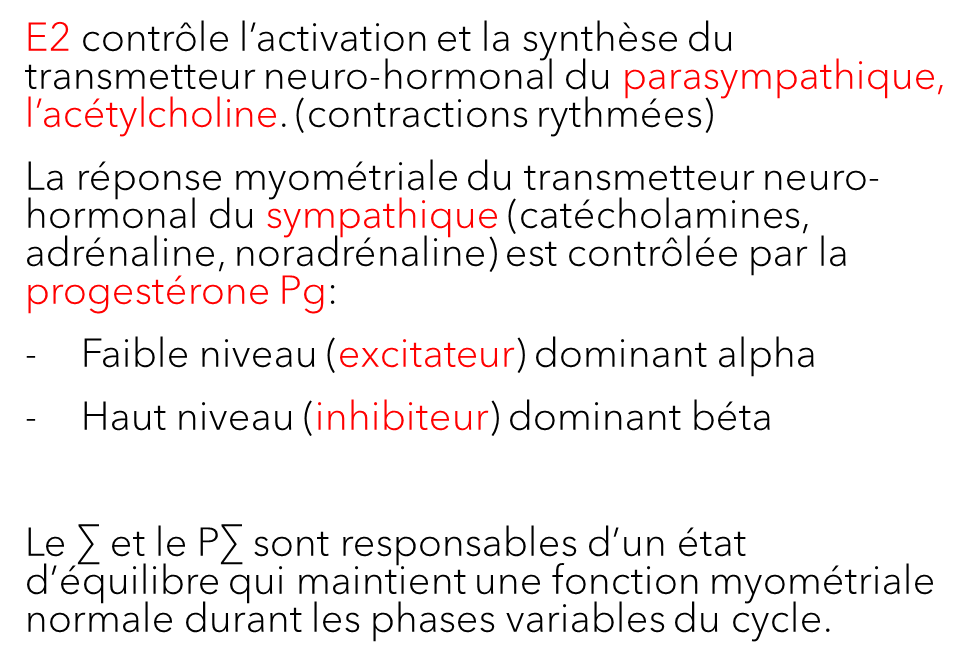 E2 contrôle l’activation et la synthèse du
transmetteur neuro-hormonal du parasympathique,
l’acétylcholine. (contractions rythmées)
La réponse myométriale du transmetteur neuro-
hormonal du sympathique (catécholamines,
adrénaline, noradrénaline) est contrôlée par la
progestérone Pg:
- Faible niveau (excitateur) dominant alpha
- Haut niveau (inhibiteur) dominant béta
Le ∑ et le P∑ sont responsables d’un état
d’équilibre qui maintient une fonction myométriale
normale durant les phases variables du cycle.